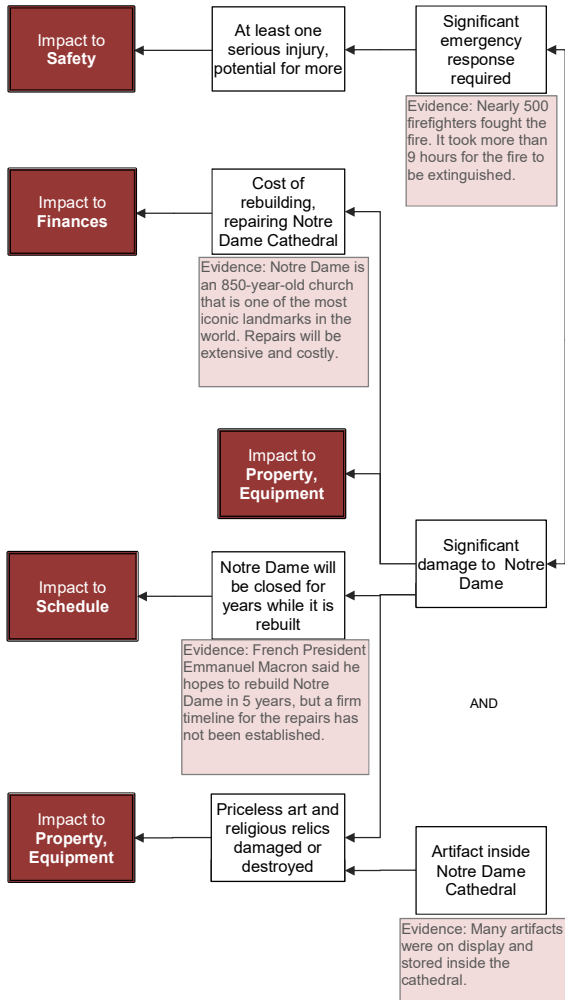 Impact to
Safety
At least one
serious injury,
potential for more
Significant
emergency
response
required
Evidence: Nearly 500
firefighters fought the
fire. It took more than
9 hours for the fire to
be extinguished.
Impact to
Finances
Cost of
rebuilding,
repairing Notre
Dame Cathedral
Evidence: Notre Dame is
an 850-year-old church
that is one of the most
iconic landmarks in the
world. Repairs will be
extensive and costly.
Impact to
Property,
Equipment
Significant
damage to Notre
Dame
Impact to
Schedule
Notre Dame will
be closed for
years while it is
rebuilt
Evidence: French President
Emmanuel Macron said he
hopes to rebuild Notre
Dame in 5 years, but a firm
timeline for the repairs has
not been established.
AND
Impact to
Property,
Equipment
Priceless art and
religious relics
damaged or
destroyed
Artifact inside
Notre Dame
Cathedral
Evidence: Many artifacts
were on display and
stored inside the
cathedral.